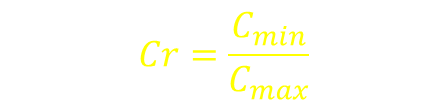 Cr = C_min / C_max